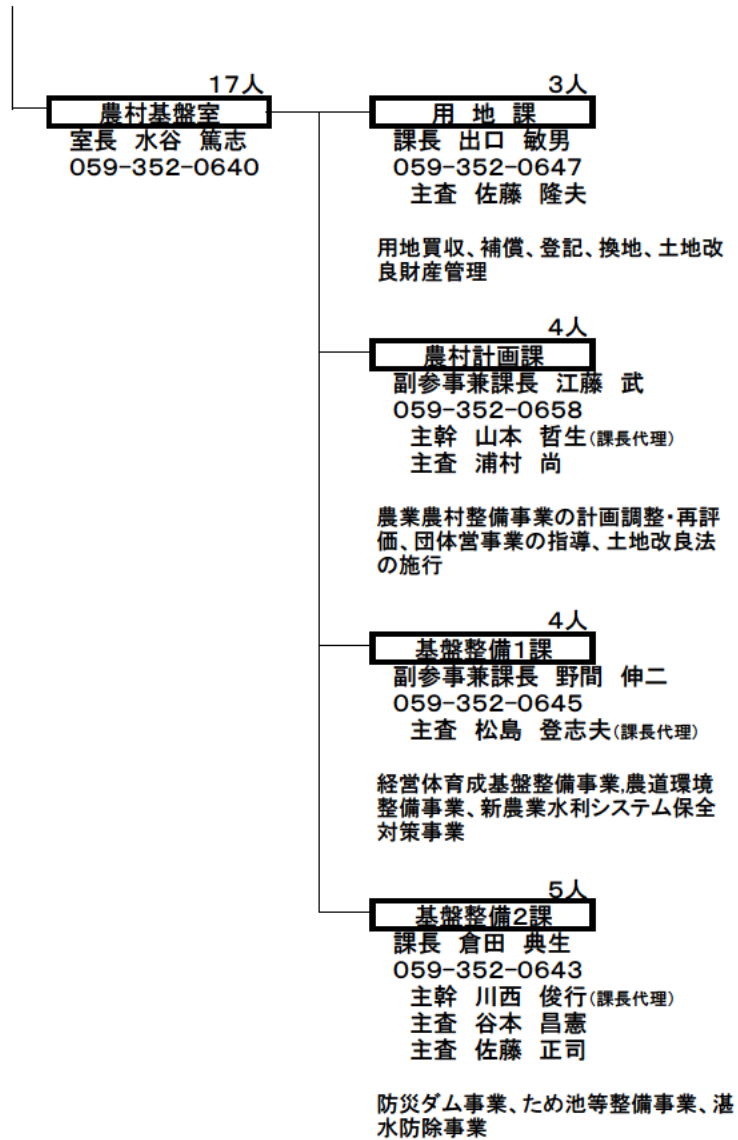 17人
農村基盤室
室長 水谷 篤志
059-352-0640
3人
用 地 課
課長 出口 敏男
059-352-0647
主査 佐藤 隆夫
用地買収、補償、登記、換地、土地改
良財産管理
4人
農村計画課
副参事兼課長 江藤 武
059-352-0658
主幹 山本 哲生(課長代理)
主査 浦村 尚
農業農村整備事業の計画調整・再評
価、団体営事業の指導、土地改良法
の施行
4人
基盤整備1課
副参事兼課長 野間 伸二
059-352-0645
主査 松島 登志夫(課長代理)
経営体育成基盤整備事業,農道環境
整備事業、新農業水利システム保全
対策事業
5人
基盤整備2課
課長 倉田 典生
059-352-0643
主幹 川西 俊行(課長代理)
主査 谷本 昌憲
主査 佐藤 正司
防災ダム事業、ため池等整備事業、湛
水防除事業